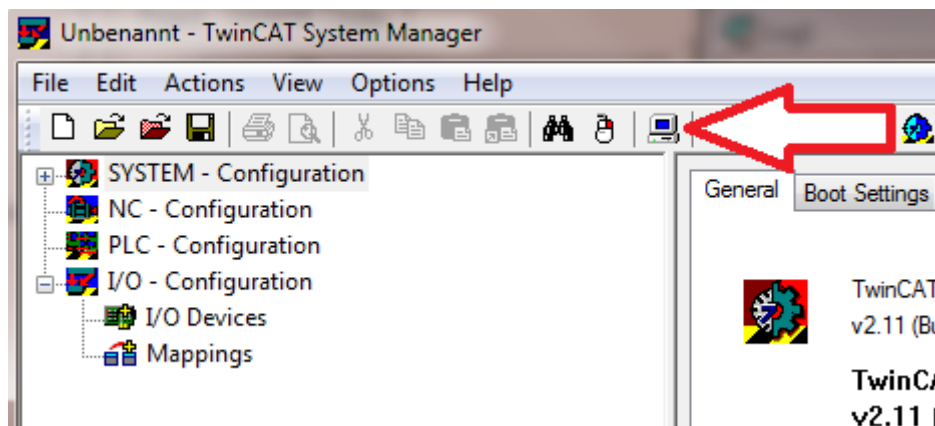 Unbenannt - TwinCAT System Manager
File Edit Actions View Options Help
SYSTEM - Configuration
NC - Configuration
PLC - Configuration
I/O - Configuration
I/O Devices
Mappings
General Boot Settings
TwinCAT
v2.11
v2.11